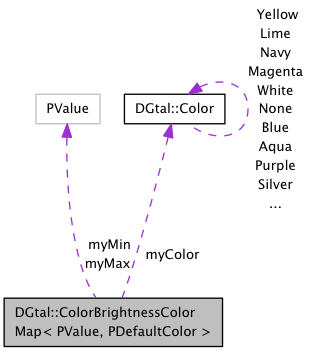 Yellow
Lime
Navy
Magenta
White
None
Blue
Aqua
Purple
Silver
...
PValue
DGtal::Color
myMin
myMax
myColor
DGtal::ColorBrightnessColor
Map< PValue, PDefaultColor >